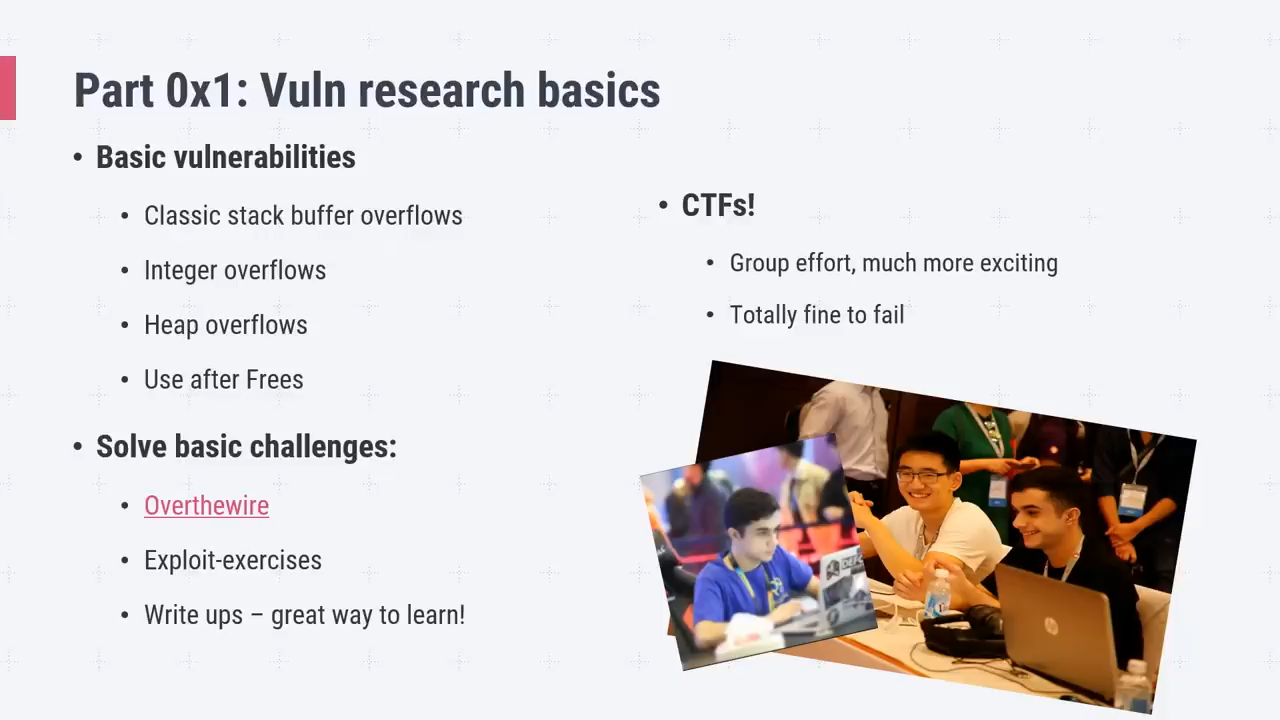 Part 0x1: Vuln research basics
• Basic vulnerabilities
• Classic stack buffer overflows
• Integer overflows
• Heap overflows
• Use after Frees
• Solve basic challenges:
• Overthewire
• Exploit-exercises
• Write ups – great way to learn!
• CTFs!
• Group effort, much more exciting
• Totally fine to fail
hp